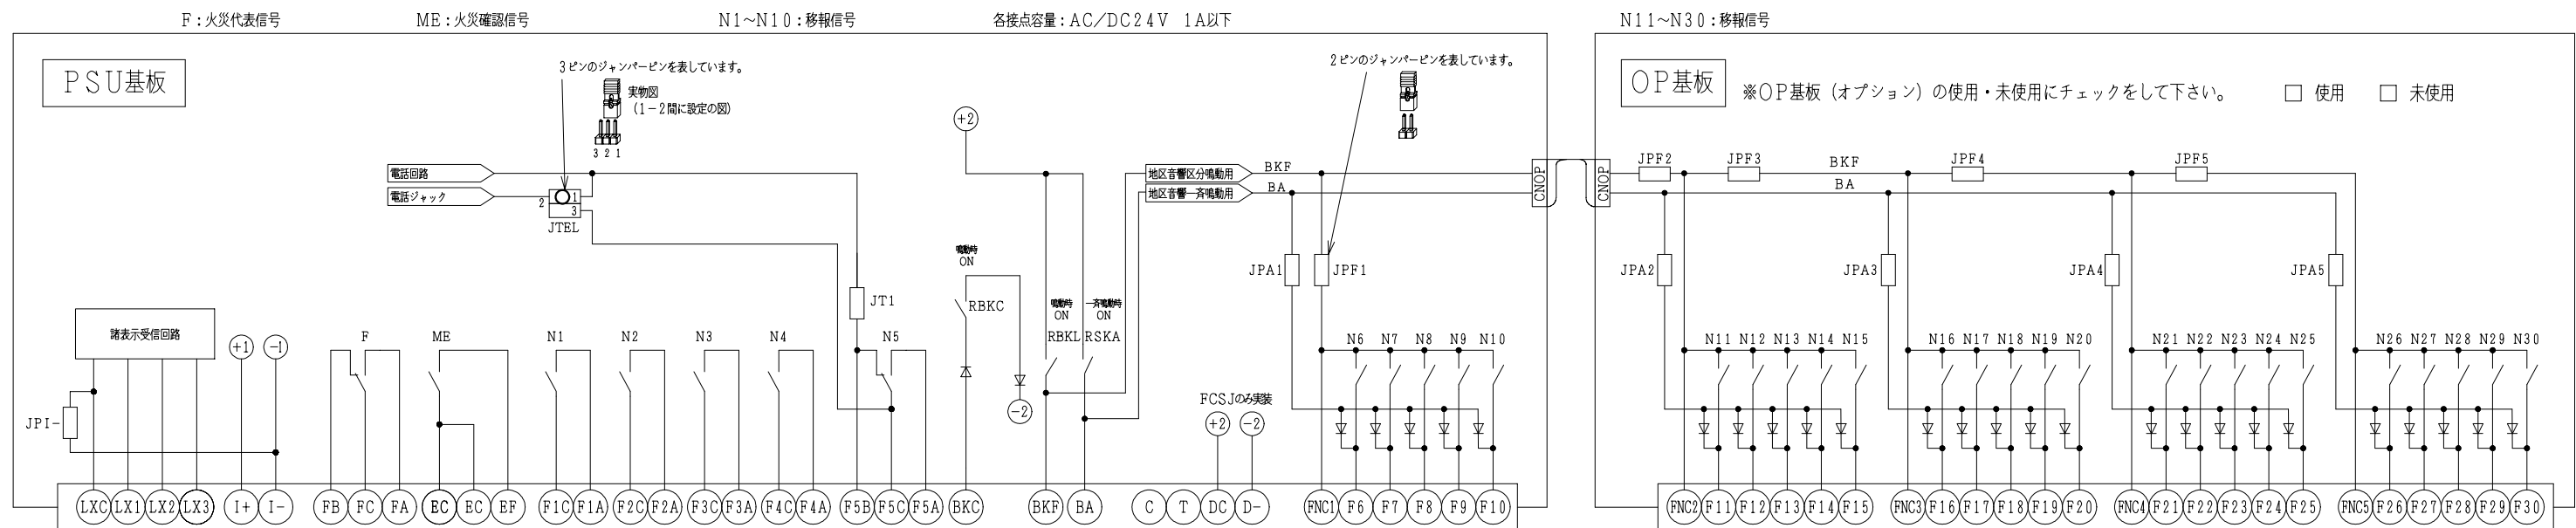 F：火災代表信号　ME：火災確認信号　N1～N10：移報信号　各接点容量：AC／DC24V　1A以下　N11～N30：移報信号
PSU基板
3ピンのジャンパーピンを表しています。
実物図
（1－2間に設定の図）
3 2 1
2ピンのジャンパーピンを表しています。
OP基板
※OP基板（オプション）の使用・未使用にチェックをして下さい。　□ 使用　□ 未使用
+2
電話回路
電話ジャック
2 1
3
JTEL
地区音響区分鳴動用 BKF
地区音響一斉鳴動用 BA
CNOP CNOP
JPF2 JPF3 BKF JPF4 JPF5
BA
鳴動時
ON
RBKC
-2
JT1
鳴動時
ON
RBKL
一斉鳴動時
ON
RSKA
JPA1 JPF1 JPA2 JPA3 JPA4 JPA5
諸表示受信回路
+1 -1
JPI-
F ME N1 N2 N3 N4 N5
N6 N7 N8 N9 N10
N11 N12 N13 N14 N15 N16 N17 N18 N19 N20 N21 N22 N23 N24 N25 N26 N27 N28 N29 N30
FCSJのみ実装
+2 -2
LXC LX1 LX2 LX3 I+ I- FB FC FA EC EC EF F1C F1A F2C F2A F3C F3A F4C F4A F5B F5C F5A BKC BKF BA C T DC D- FNC1 F6 F7 F8 F9 F10
FNC2 F11 F12 F13 F14 F15 FNC3 F16 F17 F18 F19 F20 FNC4 F21 F22 F23 F24 F25 FNC5 F26 F27 F28 F29 F30